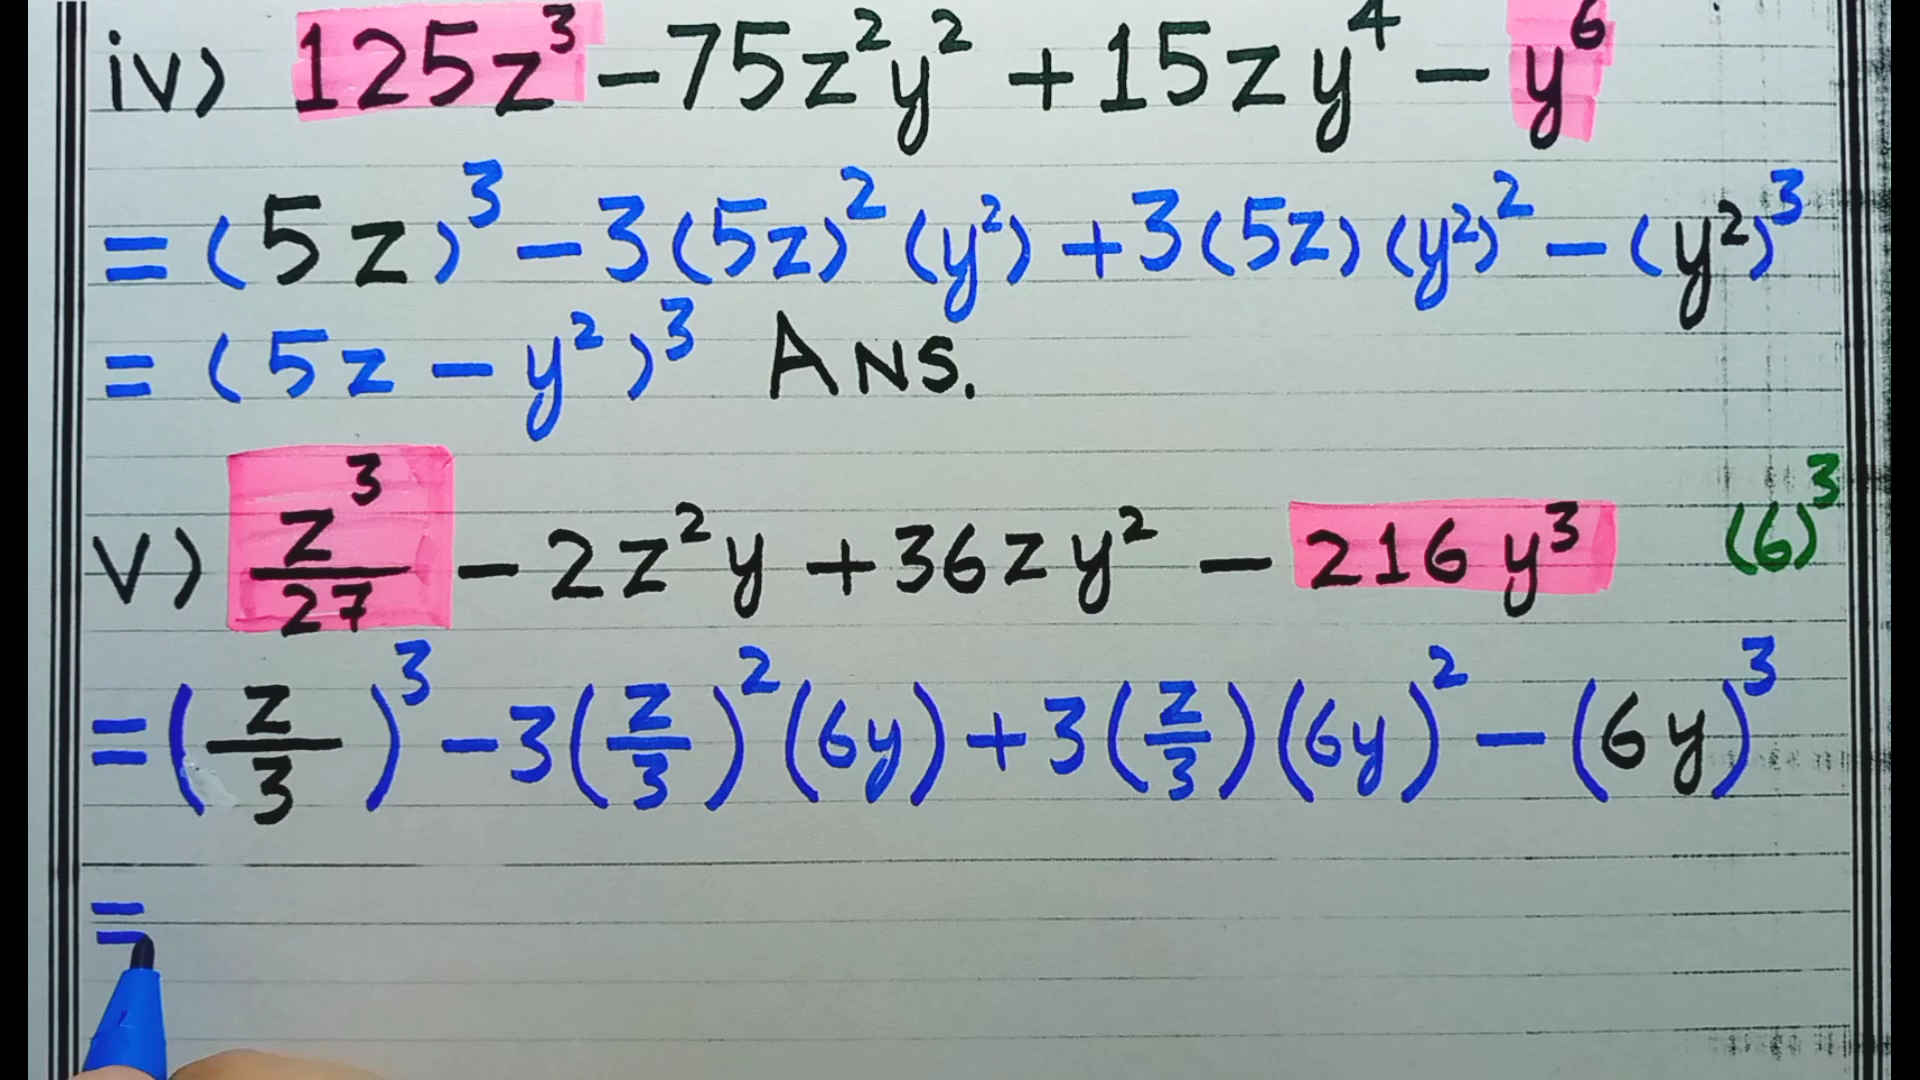 iv) 125z³ - 75z²y² + 15zy⁴ - y⁶
= (5z)³ - 3(5z)²(y²) + 3(5z)(y²)² - (y²)³
= (5z - y²)³ Ans.
v) z³/27 - 2z²y + 36zy² - 216y³ (6)³
= (z/3)³ - 3(z/3)²(6y) + 3(z/3)(6y)² - (6y)³
=